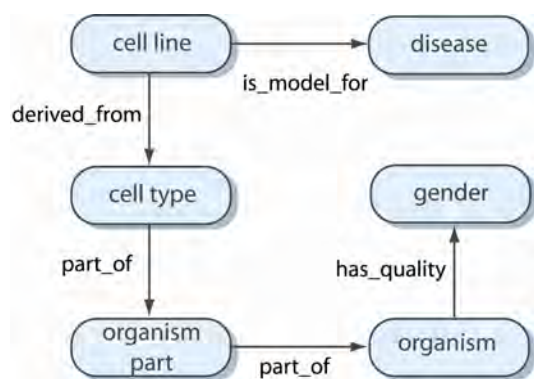 cell line
disease
is_model_for
derived_from
cell type
gender
part_of
has_quality
organism
part
part_of
organism